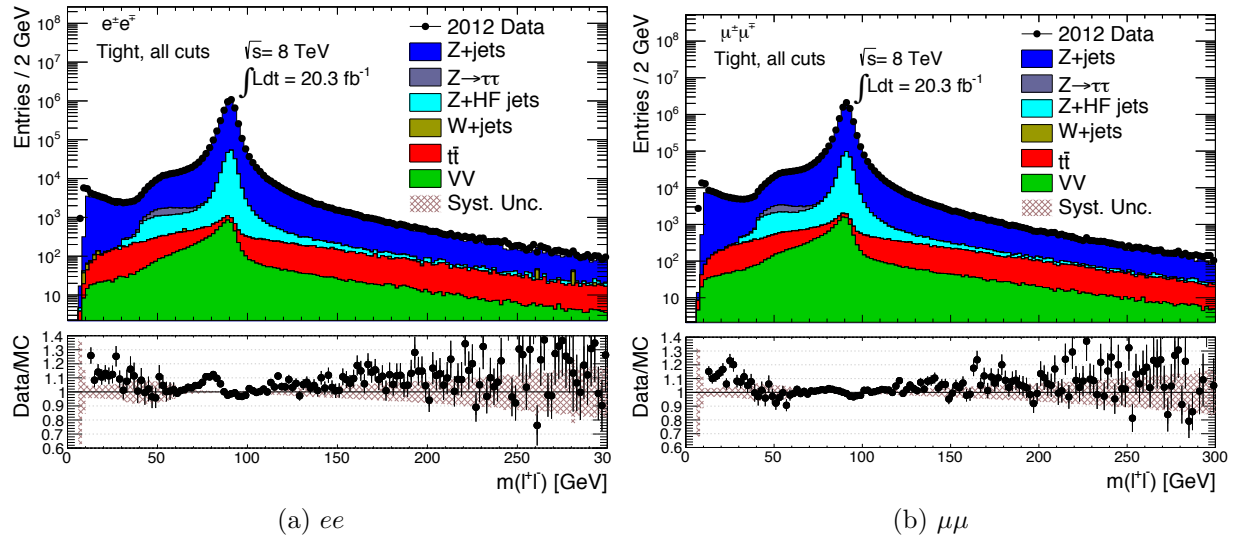 Entries / 2 GeV
10⁸
10⁷
10⁶
10⁵
10⁴
10³
10²
10
e±e∓
Tight, all cuts
√s= 8 TeV
∫Ldt = 20.3 fb⁻¹
2012 Data
Z+jets
Z→ττ
Z+HF jets
W+jets
tt̄
VV
Syst. Unc.
Data/MC
1.4
1.3
1.2
1.1
1
0.9
0.8
0.7
0.6
0 50 100 150 200 250 30
m(l⁺l⁻) [GeV]
(a) ee
Entries / 2 GeV
10⁸
10⁷
10⁶
10⁵
10⁴
10³
10²
10
μ±μ∓
Tight, all cuts
√s= 8 TeV
∫Ldt = 20.3 fb⁻¹
2012 Data
Z+jets
Z→ττ
Z+HF jets
W+jets
tt̄
VV
Syst. Unc.
Data/MC
1.4
1.3
1.2
1.1
1
0.9
0.8
0.7
0.6
0 50 100 150 200 250 300
m(l⁺l⁻) [GeV]
(b) μμ